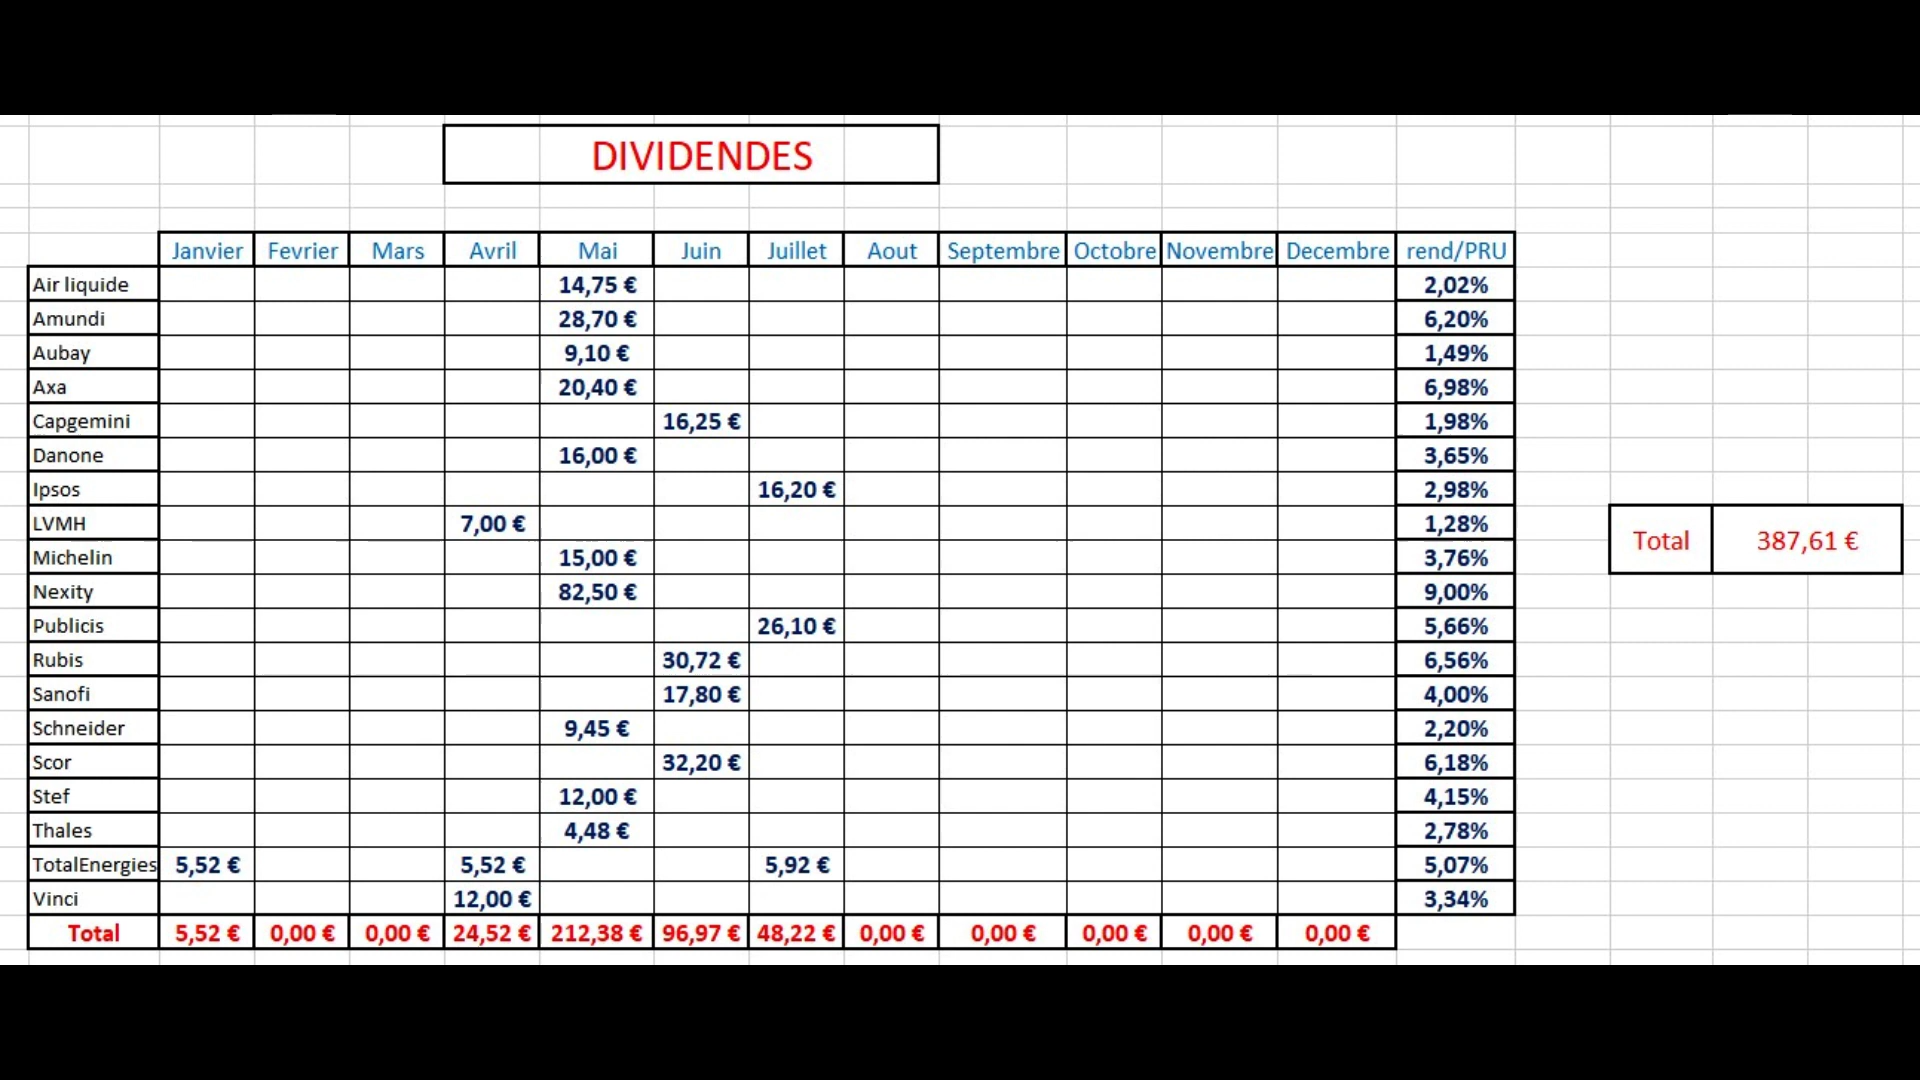 DIVIDENDES
Janvier Fevrier Mars Avril Mai Juin Juillet Aout Septembre Octobre Novembre Decembre rend/PRU
Air liquide 14,75 € 2,02%
Amundi 28,70 € 6,20%
Aubay 9,10 € 1,49%
Axa 20,40 € 6,98%
Capgemini 16,25 € 1,98%
Danone 16,00 € 3,65%
Ipsos 16,20 € 2,98%
LVMH 7,00 € 1,28%
Total 387,61 €
Michelin 15,00 € 3,76%
Nexity 82,50 € 9,00%
Publicis 26,10 € 5,66%
Rubis 30,72 € 6,56%
Sanofi 17,80 € 4,00%
Schneider 9,45 € 2,20%
Scor 32,20 € 6,18%
Stef 12,00 € 4,15%
Thales 4,48 € 2,78%
TotalEnergies 5,52 € 5,52 € 5,92 € 5,07%
Vinci 12,00 € 3,34%
Total 5,52 € 0,00 € 0,00 € 24,52 € 212,38 € 96,97 € 48,22 € 0,00 € 0,00 € 0,00 € 0,00 € 0,00 €